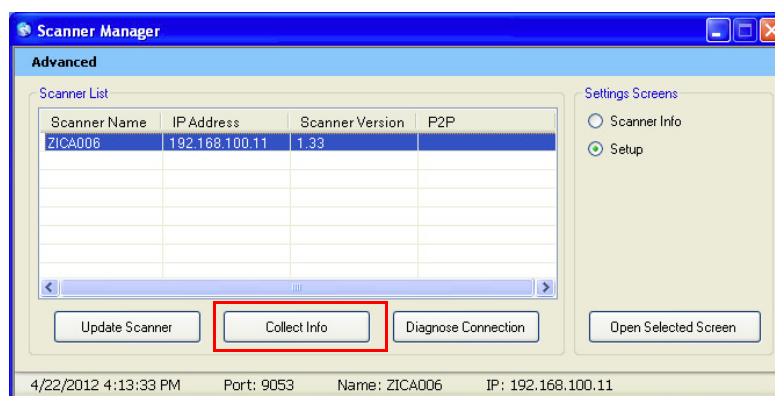 Scanner Manager
Advanced
Scanner List
Scanner Name IP Address Scanner Version P2P
ZICA006 192.168.100.11 1.33
Update Scanner Collect Info Diagnose Connection
Settings Screens
Scanner Info
Setup
Open Selected Screen
4/22/2012 4:13:33 PM Port: 9053 Name: ZICA006 IP: 192.168.100.11